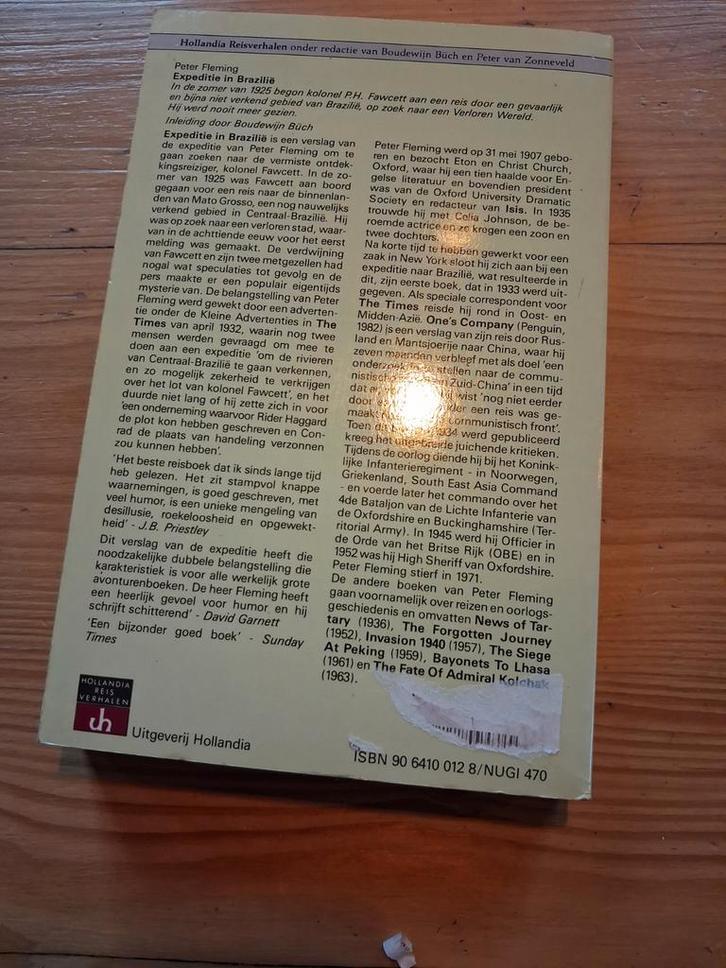 Hollandia Reisverhalen onder redactie van Boudewijn Büch en Peter van Zonneveld
Peter Fleming
Expeditie in Brazilië
In de zomer van 1925 begon kolonel P.H. Fawcett aan een reis door een gevaarlijk
en bijna niet verkend gebied van Brazilië, op zoek naar een Verloren Wereld.
Hij werd nooit meer gezien.
Inleiding door Boudewijn Büch
Expeditie in Brazilië is een verslag van
de expeditie van Peter Fleming om te
gaan zoeken naar de vermiste ontdek-
kingsreiziger, kolonel Fawcett. In de zo-
mer van 1925 was Fawcett aan boord
gegaan voor een reis naar de binnenlan-
den van Mato Grosso, een nog nauwelijks
verkend gebied in Centraal-Brazilië. Hij
was op zoek naar een verloren stad, waar-
van in de achttiende eeuw voor het eerst
melding was gemaakt. De verdwijning
van Fawcett en zijn twee metgezellen had
nogal wat speculaties tot gevolg en de
pers maakte er een populair eigentijds
mysterie van. De belangstelling van Peter
Fleming werd gewekt door een adverten-
tie onder de Kleine Advertenties in The
Times van april 1932, waarin nog twee
mensen werden gevraagd om mee te
doen aan een expeditie 'om de rivieren
van Centraal-Brazilië te gaan verkennen,
en zo mogelijk zekerheid te verkrijgen
over het lot van kolonel Fawcett', en het
duurde niet lang of hij zette zich in voor
'een onderneming waarvoor Rider Haggard
de plot kon hebben geschreven en Con-
rad de plaats van handeling verzonnen
zou kunnen hebben'.
'Het beste reisboek dat ik sinds lange tijd
heb gelezen. Het zit stampvol knappe
waarnemingen, is goed geschreven, met
veel humor, is een unieke mengeling van
desillusie, roekeloosheid en opgewekt-
heid' - J.B. Priestley
Dit verslag van de expeditie heeft die
noodzakelijke dubbele belangstelling die
karakteristiek is voor alle werkelijk grote
avonturenboeken. De heer Fleming heeft
een heerlijk gevoel voor humor en hij
schrijft schitterend' - David Garnett
'Een bijzonder goed boek' - Sunday
Times
Peter Fleming werd op 31 mei 1907 gebo-
ren en bezocht Eton en Christ Church,
Oxford, waar hij een tien haalde voor En-
gelse literatuur en bovendien president
was van de Oxford University Dramatic
Society en redacteur van Isis. In 1935
trouwde hij met Celia Johnson, de be-
roemde actrice en ze kregen een zoon en
twee dochters.
Na korte tijd te hebben gewerkt voor een
zaak in New York sloot hij zich aan bij een
expeditie naar Brazilië, wat resulteerde in
dit, zijn eerste boek, dat in 1933 werd uit-
gegeven. Als speciale correspondent voor
The Times reisde hij rond in Oost- en
Midden-Azië. One's Company (Penguin,
1982) is een verslag van zijn reis door Rus-
land en Mantsjoerije naar China, waar hij
zeven maanden verbleef met als doel 'een
stellen naar de commu-
Zuid-China' in een tijd
wist 'nog niet eerder
door een reis was ge-
communistisch front'.
Toen werd gepubliceerd
kreeg het juichende kritieken.
Tijdens de oorlog diende hij bij het Konink-
lijke Infanterieregiment - in Noorwegen,
Griekenland, South East Asia Command
- en voerde later het commando over het
4de Bataljon van de Lichte Infanterie van
de Oxfordshire en Buckinghamshire (Ter-
ritorial Army). In 1945 werd hij Officier in
de Orde van het Britse Rijk (OBE) en in
1952 was hij High Sheriff van Oxfordshire.
Peter Fleming stierf in 1971.
De andere boeken van Peter Fleming
gaan voornamelijk over reizen en oorlogs-
geschiedenis en omvatten News of Tar-
tary (1936), The Forgotten Journey
(1952), Invasion 1940 (1957), The Siege
At Peking (1959), Bayonets To Lhasa
(1961) en The Fate Of Admiral Kolchak
(1963).
HOLLANDIA
REIS
VERHALEN
uh
Uitgeverij Hollandia
ISBN 90 6410 012 8/NUGI 470